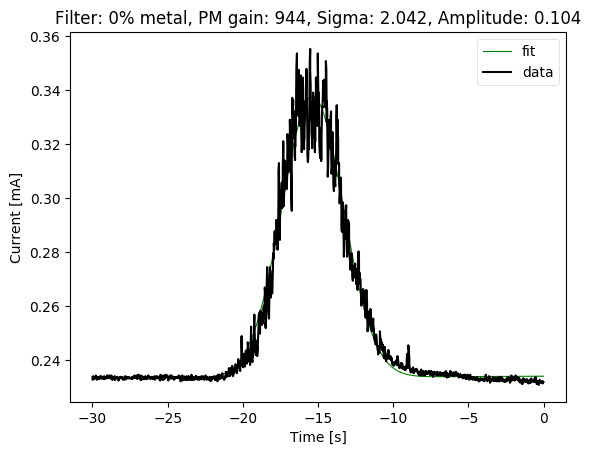 Filter: 0% metal, PM gain: 944, Sigma: 2.042, Amplitude: 0.104
fit
data
0.36
0.34
0.32
0.30
0.28
0.26
0.24
Current [mA]
−30
−25
−20
−15
−10
−5
0
Time [s]